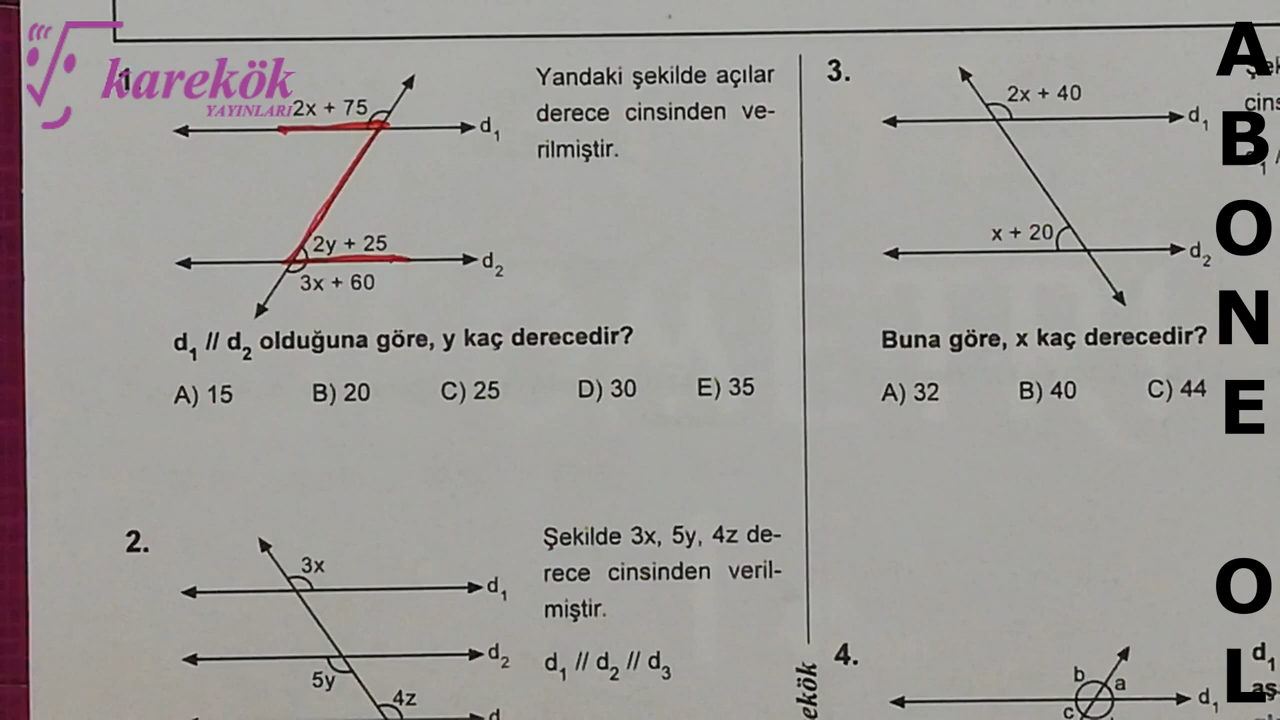 karekök
YAYINLARI
1
2x + 75
d1
2y + 25
d2
3x + 60
Yandaki şekilde açılar
derece cinsinden ve-
rilmiştir.
d1 // d2 olduğuna göre, y kaç derecedir?
A) 15 B) 20 C) 25 D) 30 E) 35
2.
3x
d1
d2
5y
4z
d
Şekilde 3x, 5y, 4z de-
rece cinsinden veril-
miştir.
d1 // d2 // d3
3.
2x + 40
d1
x + 20
d2
Buna göre, x kaç derecedir?
A) 32 B) 40 C) 44
ekök
4.
b
a
c
d1
cins
d1
A
B
O
N
E
O
L